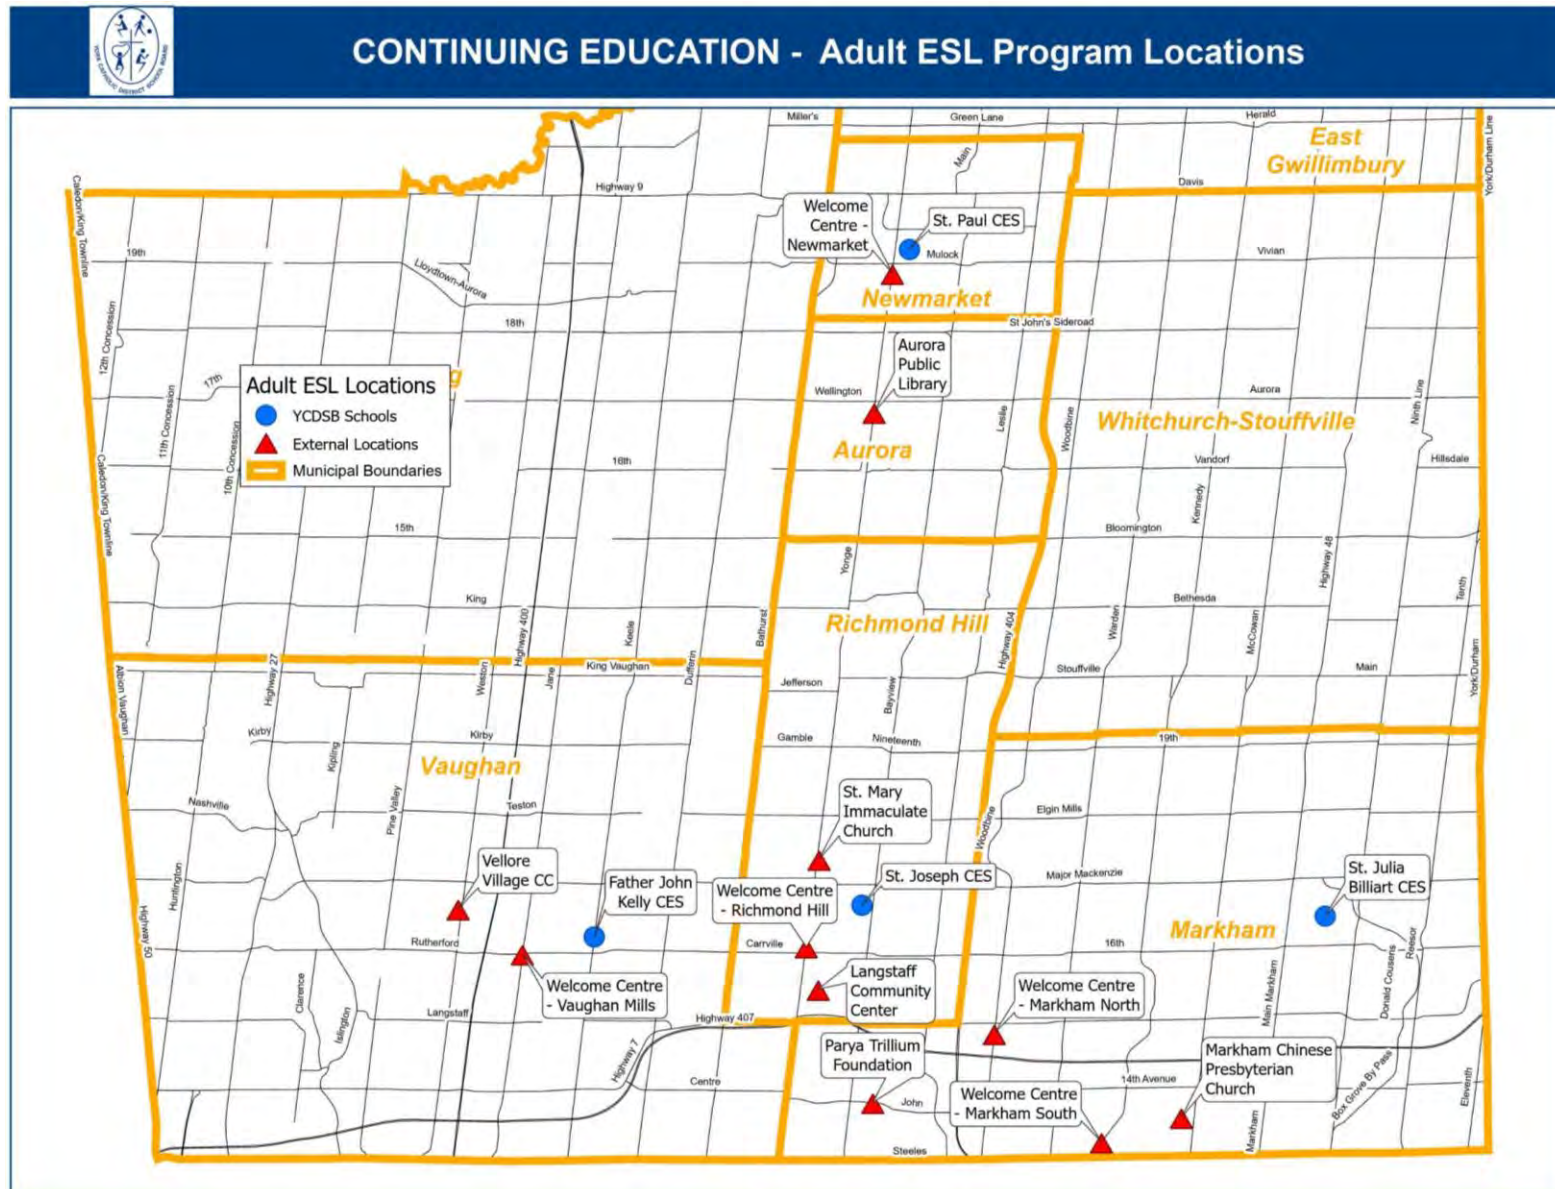 YORK CATHOLIC DISTRICT SCHOOL BOARD
CONTINUING EDUCATION - Adult ESL Program Locations
Miller's
Green Lane
Herald
East
Gwillimbury
York/Durham Line
Main
Davis
Highway 9
Caledon/King Townline
Welcome
Centre -
Newmarket
St. Paul CES
Mulock
Vivian
19th
Lloydtown-Aurora
Newmarket
12th Concession
18th
St John's Sideroad
Aurora
Public
Library
Wellington
Aurora
17th
g
Adult ESL Locations
YCDSB Schools
External Locations
Municipal Boundaries
11th Concession
10th Concession
Leslie
Woodbine
Ninth Line
Whitchurch-Stouffville
Aurora
16th
Vandorf
Hillsdale
Caledon/King Townline
Kennedy
15th
Bloomington
Highway 48
Yonge
Tenth
King
Bethesda
Highway 400
Keele
Bathurst
Richmond Hill
Highway 404
Warden
McCowan
Albion Vaughan
Highway 27
Weston
Jane
King Vaughan
Dufferin
Jefferson
Bayview
Stouffville
Main
York/Durham
Kirby
Kipling
Kirby
Gamble
Nineteenth
19th
Vaughan
Nashville
Pine Valley
Teston
St. Mary
Immaculate
Church
Woodbine
Elgin Mills
Vellore
Village CC
Father John
Kelly CES
Welcome Centre
- Richmond Hill
St. Joseph CES
Major Mackenzie
St. Julia
Billiart CES
Huntington
Highway 50
Rutherford
Carrville
Markham
16th
Reesor
Donald Cousens
Clarence
Islington
Welcome Centre
- Vaughan Mills
Langstaff
Community
Center
Welcome Centre
- Markham North
Main Markham
Langstaff
Highway 407
Highway 7
Parya Trillium
Foundation
Markham Chinese
Presbyterian
Church
Centre
John
Welcome Centre
- Markham South
14th Avenue
Box Grove By Pass
Eleventh
Markham
Steeles